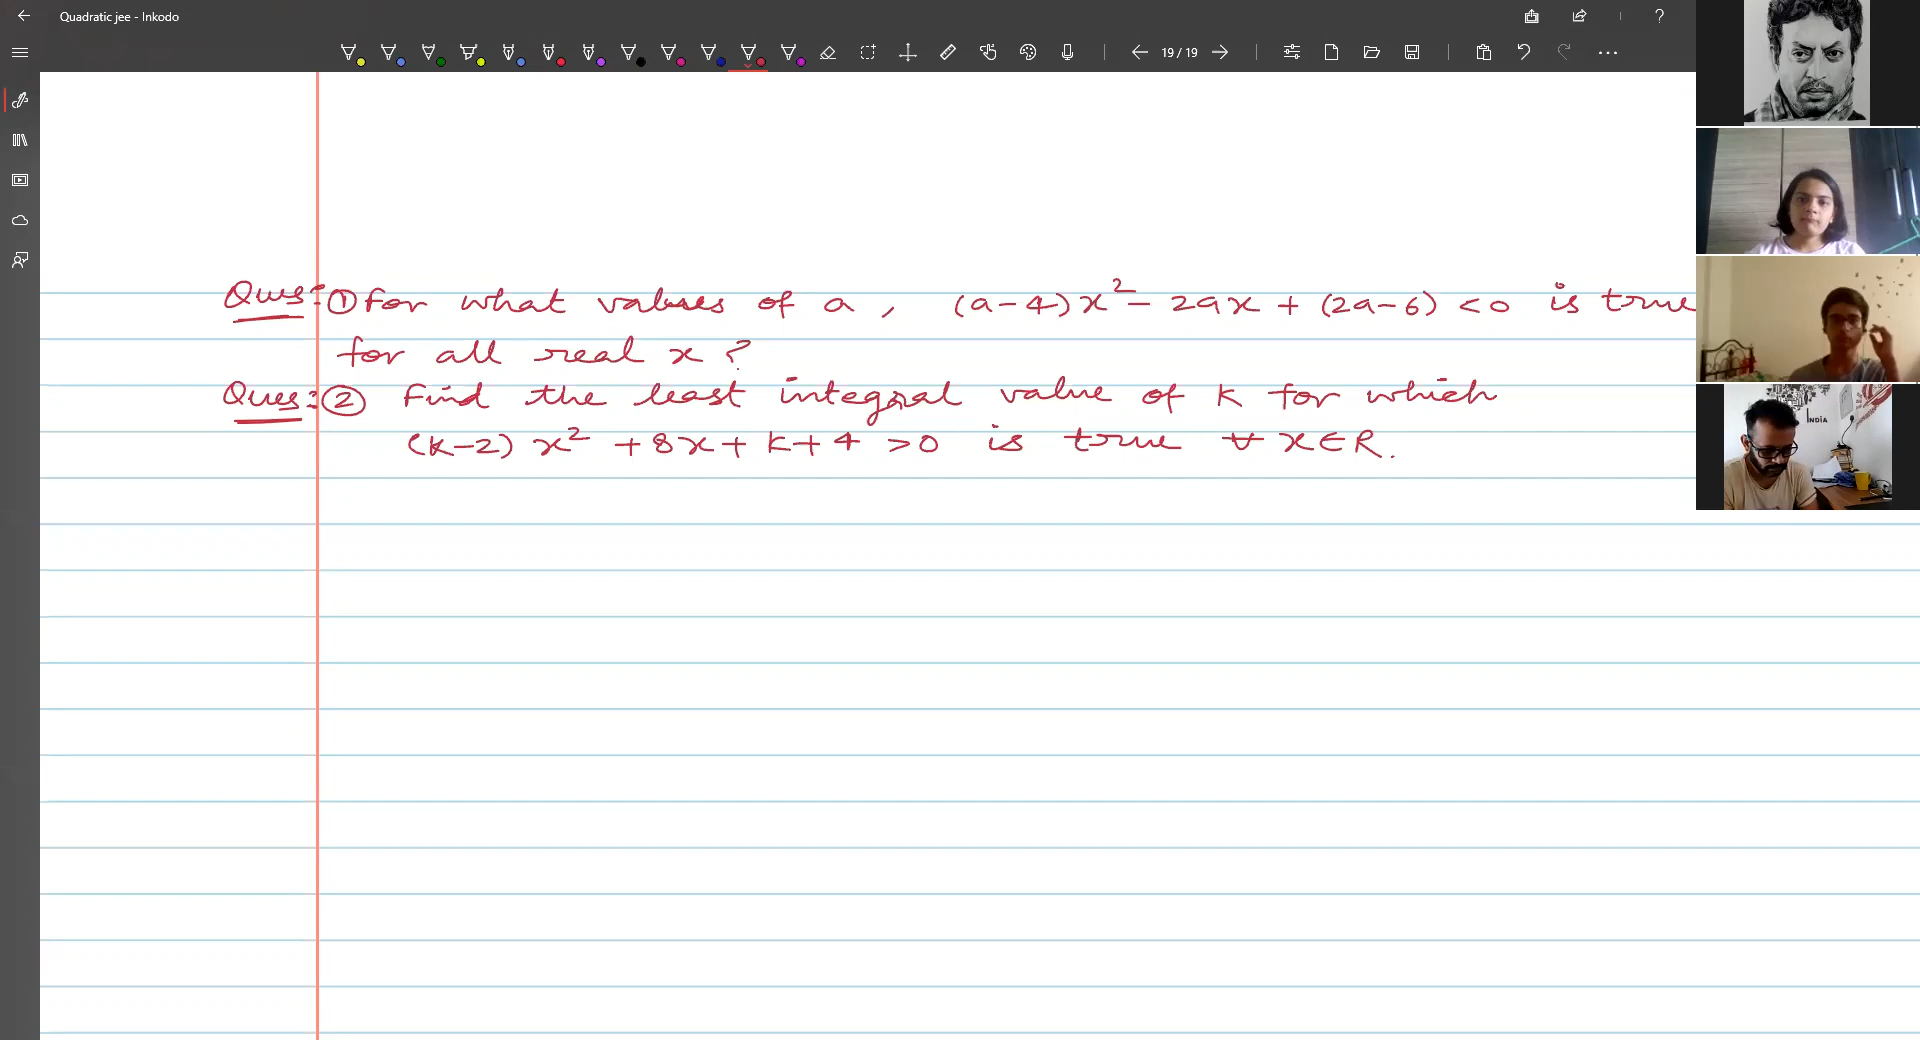 Quadratic jee - Inkodo
19 / 19
Ques:- ① For what values of a, (a-4)x² - 2ax + (2a-6) <0 is true
for all real x ?
Ques:- ② Find the least integral value of k for which
(k-2) x² + 8x + k + 4 >0 is true ∀ x ∈ R.
INDIA